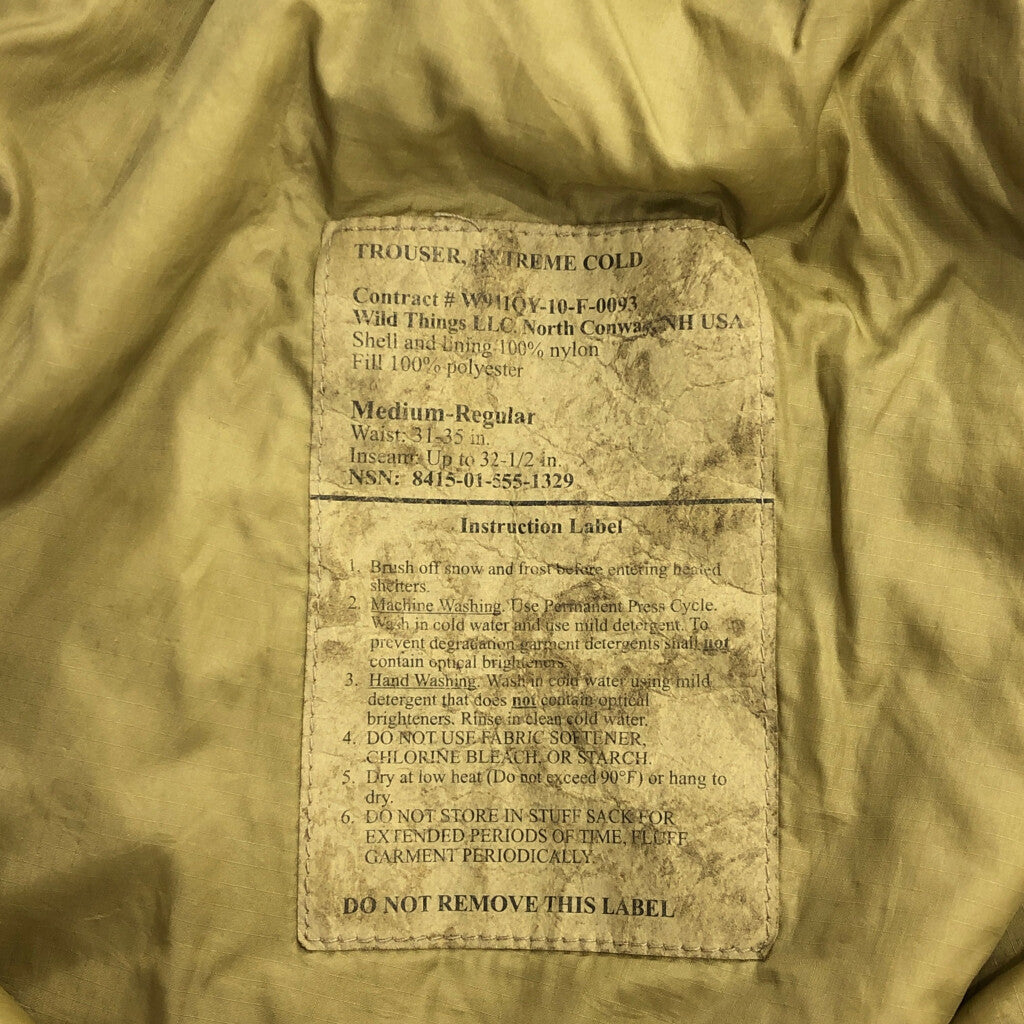 TROUSER, EXTREME COLD
Contract # W911QY-10-F-0093
Wild Things LLC, North Conway, NH USA
Shell and lining 100% nylon
Fill 100% polyester
Medium-Regular
Waist: 31-35 in.
Inseam: Up to 32-1/2 in.
NSN: 8415-01-555-1329
Instruction Label
1. Brush off snow and frost before entering heated
shelters.
2. Machine Washing. Use Permanent Press Cycle.
Wash in cold water and use mild detergent. To
prevent degradation garment detergents shall not
contain optical brighteners.
3. Hand Washing. Wash in cold water using mild
detergent that does not contain optical
brighteners. Rinse in clean cold water.
4. DO NOT USE FABRIC SOFTENER,
CHLORINE BLEACH, OR STARCH.
5. Dry at low heat (Do not exceed 90°F) or hang to
dry.
6. DO NOT STORE IN STUFF SACK FOR
EXTENDED PERIODS OF TIME, FLUFF
GARMENT PERIODICALLY.
DO NOT REMOVE THIS LABEL